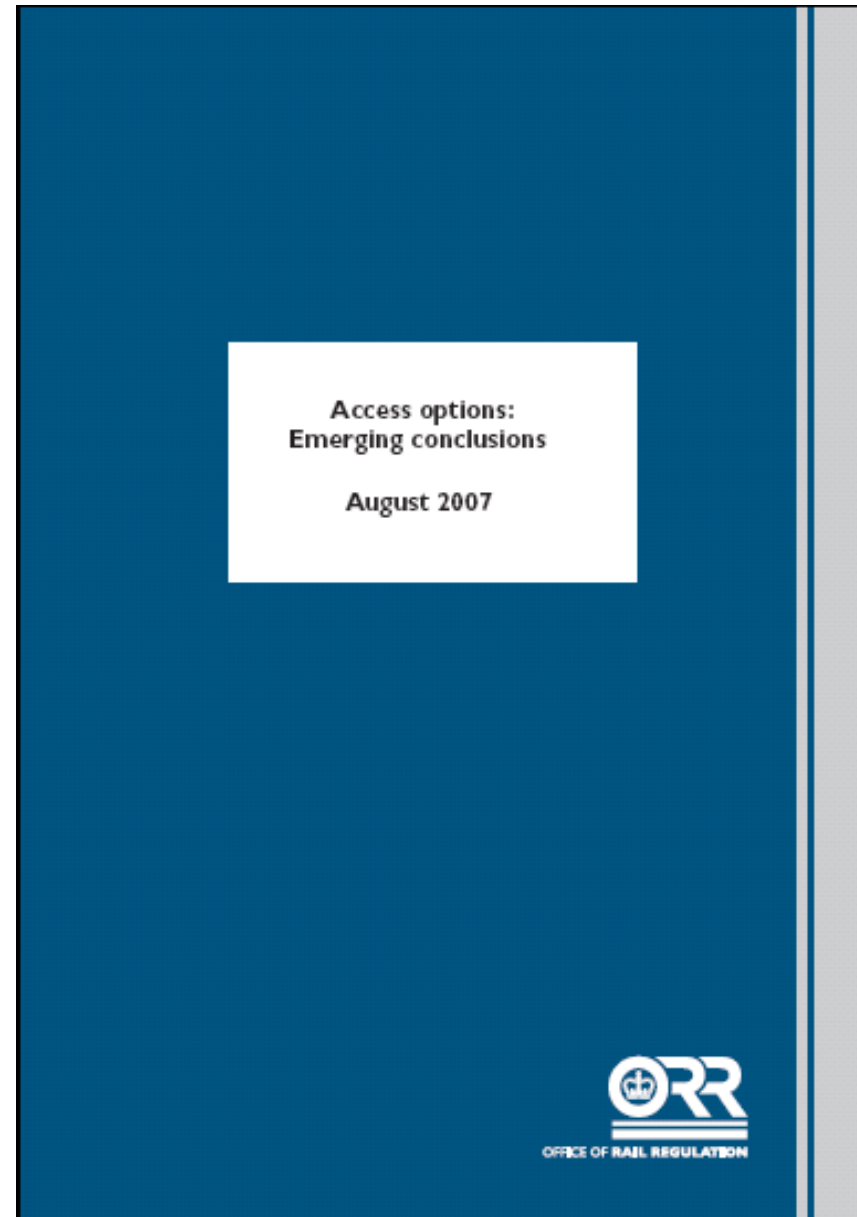 Access options:
Emerging conclusions
August 2007
ORR
OFFICE OF RAIL REGULATION